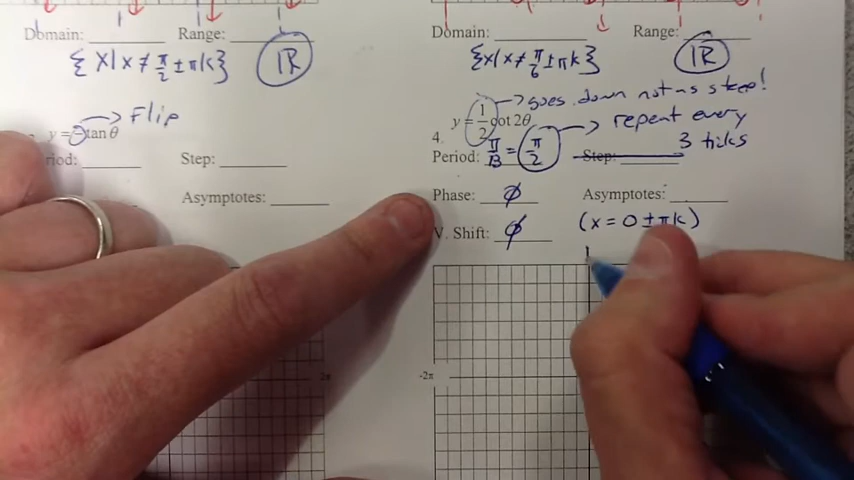 Domain: Range:
{ x | x ≠ π/2 ± πk} ℝ
Domain: Range:
{x | x ≠ π/6 ± πk} ℝ
y = -tan θ → Flip
Period: Step:
Asymptotes:
2π
→ goes down not as steep!
4. y = 1/2 cot 2θ
→ repeat every
3 ticks
Period: π/B = π/2 Step:
Phase: ∅ Asymptotes:
V. Shift: ∅ (x = 0 ± πk)
-2π